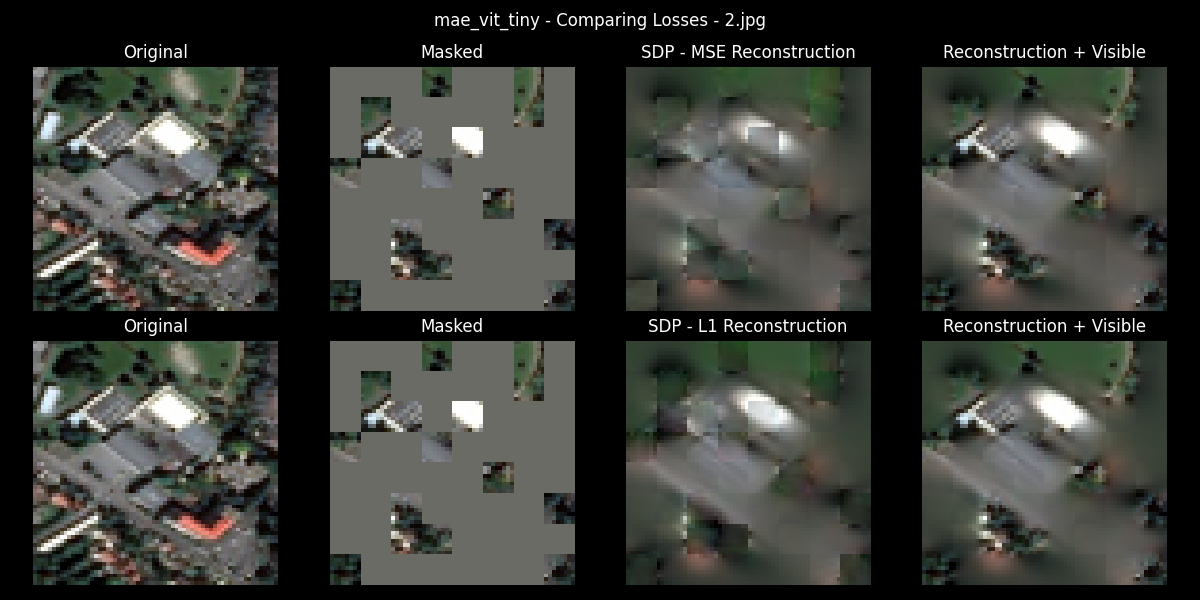 mae_vit_tiny - Comparing Losses - 2.jpg
Original
Masked
SDP - MSE Reconstruction
Reconstruction + Visible
Original
Masked
SDP - L1 Reconstruction
Reconstruction + Visible